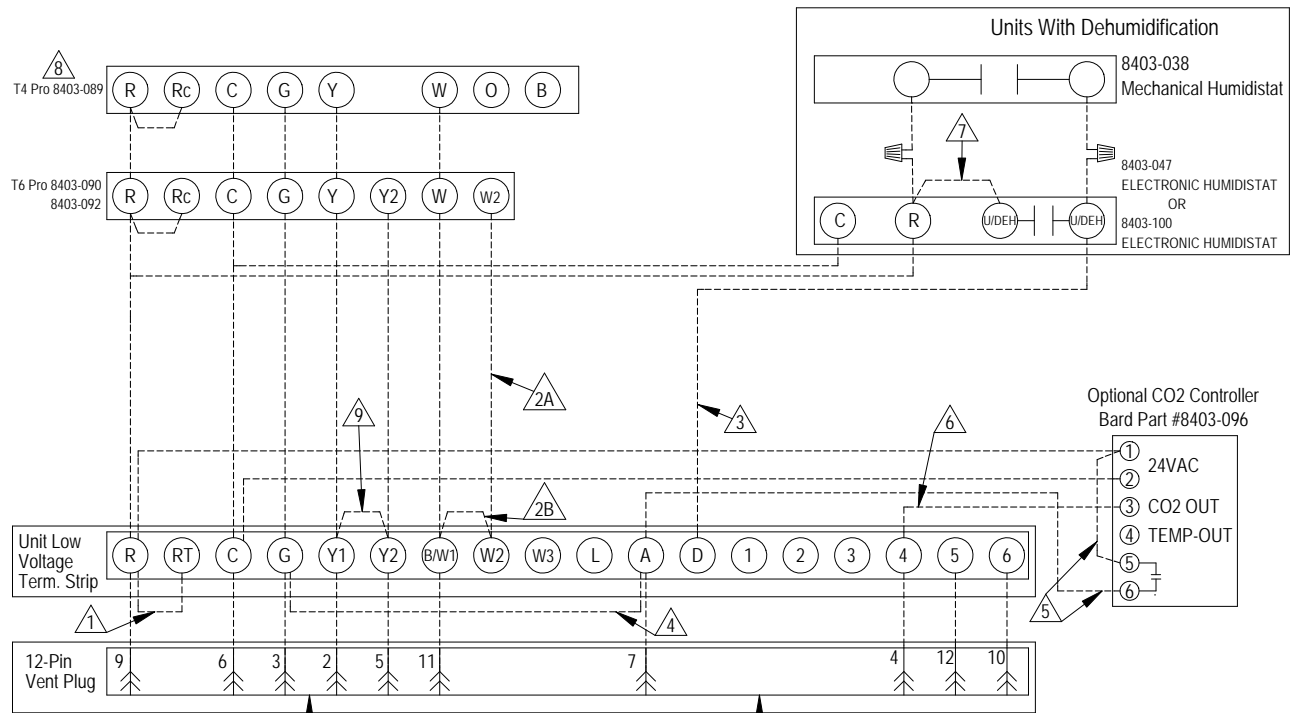 Units With Dehumidification
8403-038
Mechanical Humidistat
8
T4 Pro 8403-089
R Rc C G Y W O B
7
8403-047
ELECTRONIC HUMIDISTAT
OR
8403-100
ELECTRONIC HUMIDISTAT
T6 Pro 8403-090
8403-092
R Rc C G Y Y2 W W2
C R U/DEH U/DEH
2A
9
3
6
2B
Optional CO2 Controller
Bard Part #8403-096
1
24VAC
2
3 CO2 OUT
4 TEMP-OUT
5
6
5
Unit Low
Voltage
Term. Strip
R RT C G Y1 Y2 B/W1 W2 W3 L A D 1 2 3 4 5 6
1
4
12-Pin
Vent Plug
9 6 3 2 5 11 7 4 12 10